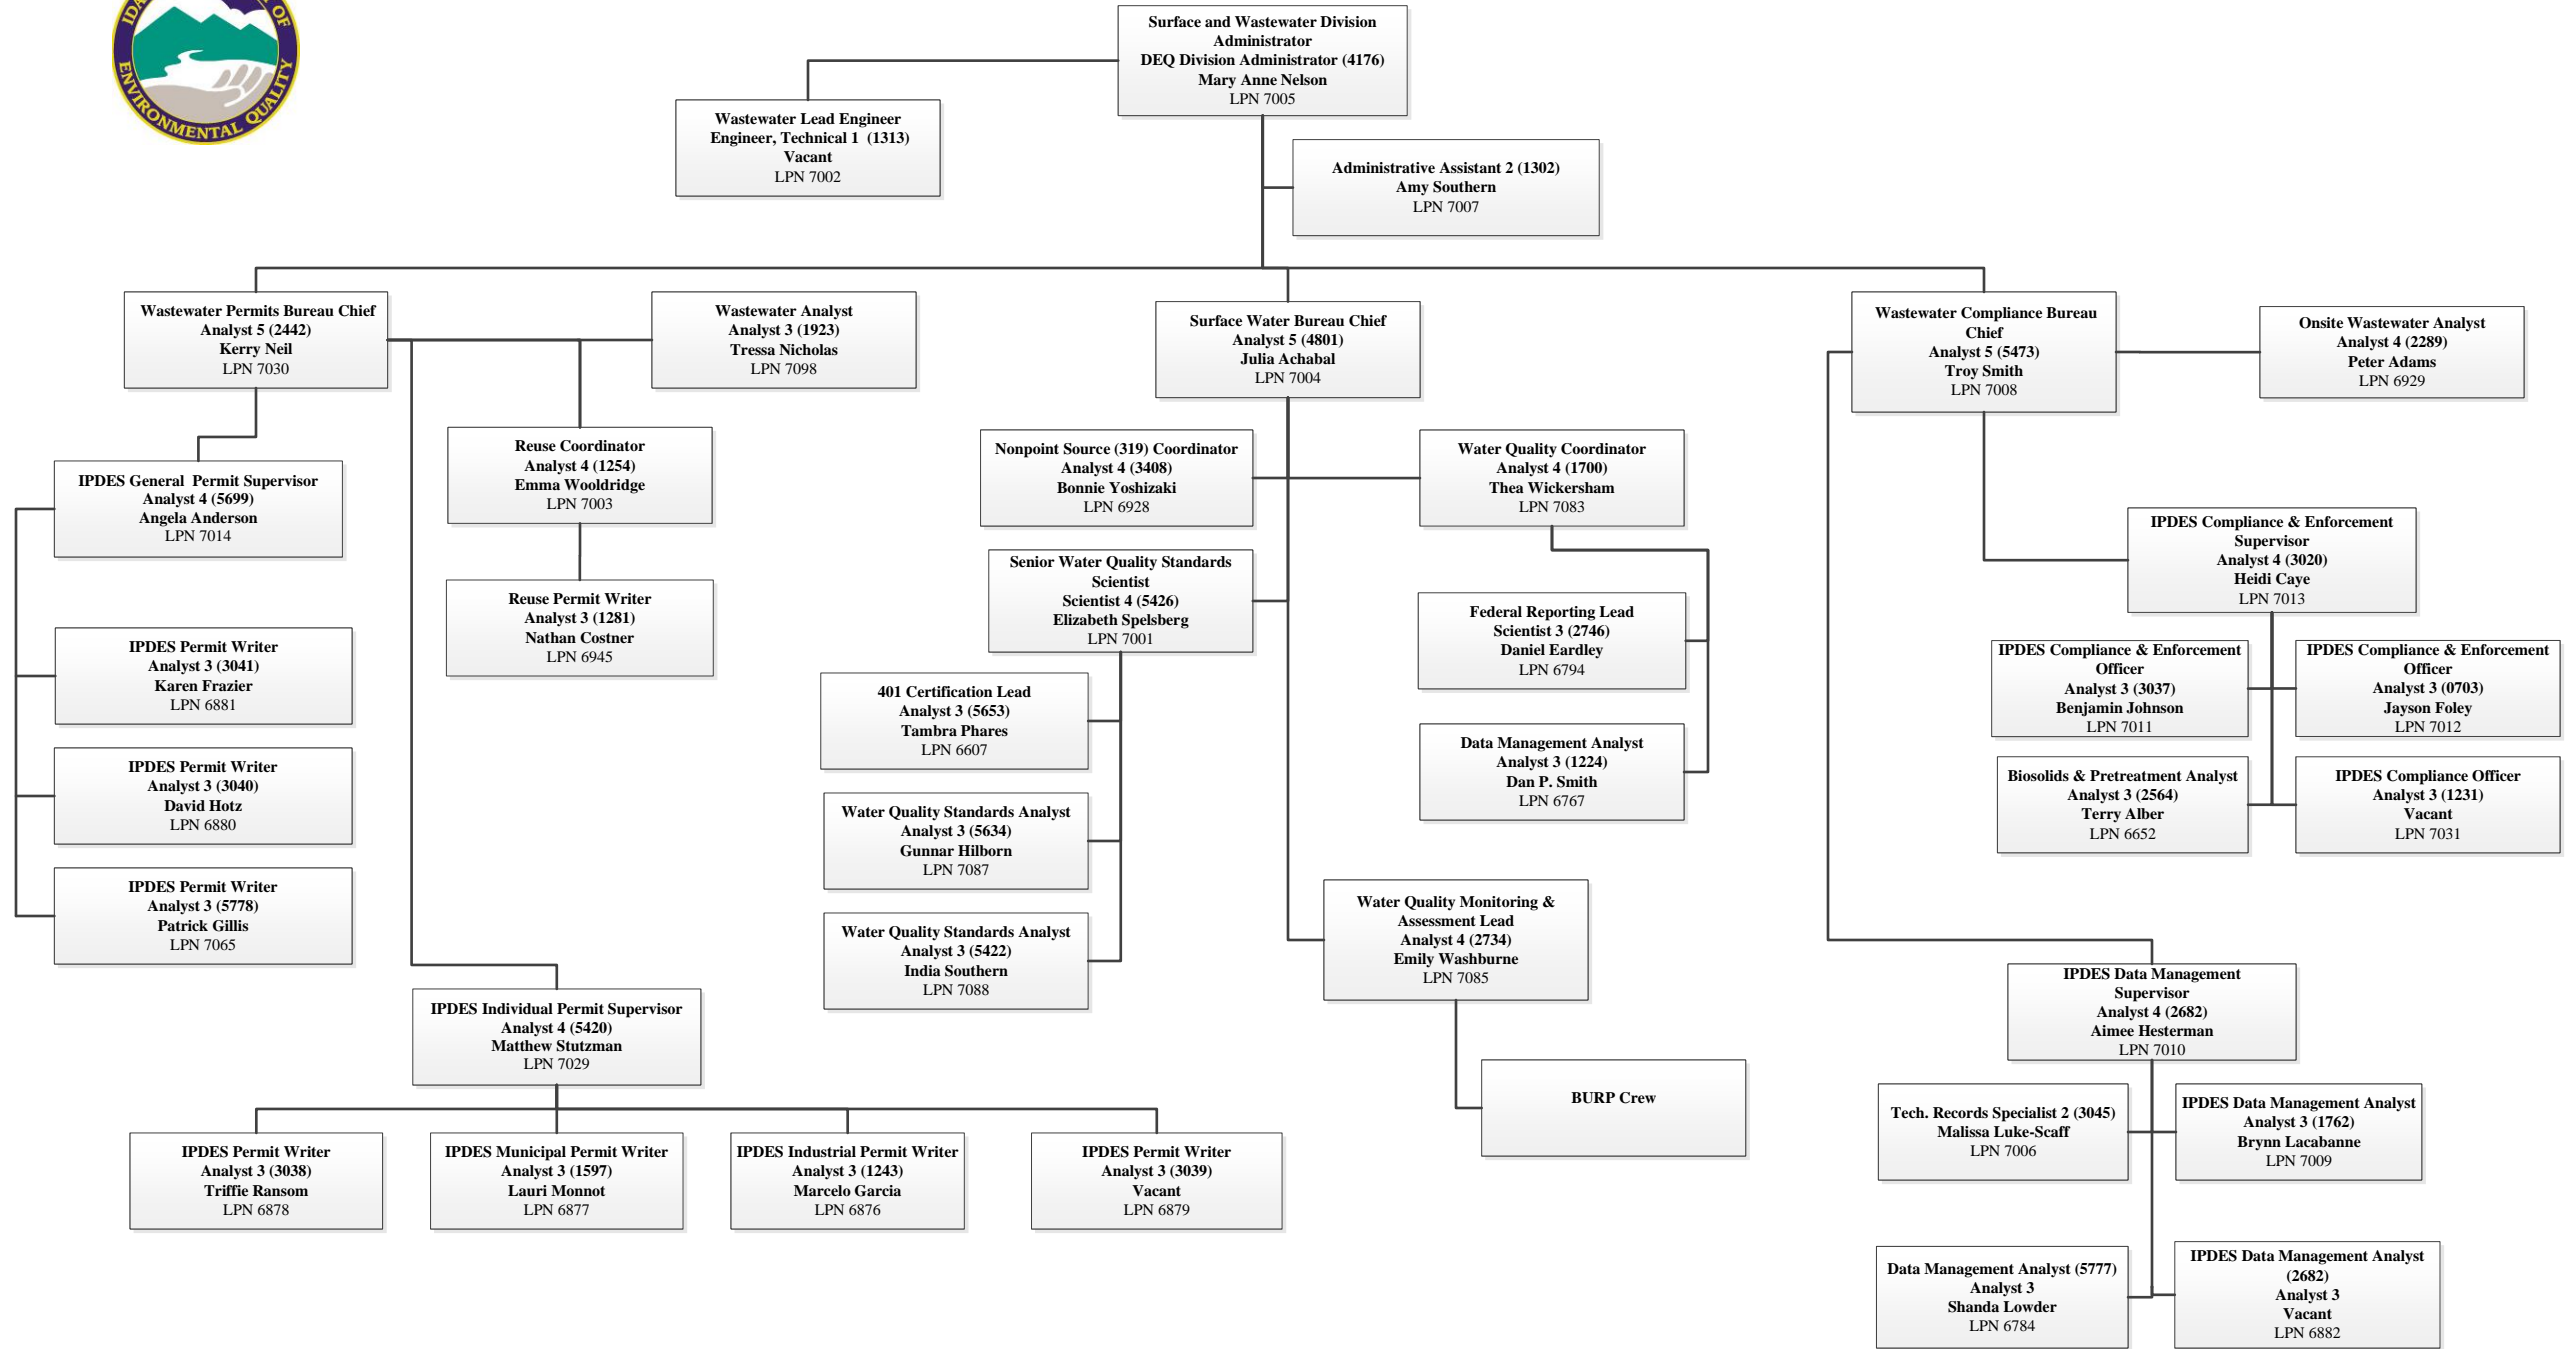 IDA
OF
ENVIRONMENTAL QUALITY
Surface and Wastewater Division
Administrator
DEQ Division Administrator (4176)
Mary Anne Nelson
LPN 7005
Wastewater Lead Engineer
Engineer, Technical 1 (1313)
Vacant
LPN 7002
Administrative Assistant 2 (1302)
Amy Southern
LPN 7007
Wastewater Permits Bureau Chief
Analyst 5 (2442)
Kerry Neil
LPN 7030
Wastewater Analyst
Analyst 3 (1923)
Tressa Nicholas
LPN 7098
Surface Water Bureau Chief
Analyst 5 (4801)
Julia Achabal
LPN 7004
Wastewater Compliance Bureau
Chief
Analyst 5 (5473)
Troy Smith
LPN 7008
Onsite Wastewater Analyst
Analyst 4 (2289)
Peter Adams
LPN 6929
IPDES General Permit Supervisor
Analyst 4 (5699)
Angela Anderson
LPN 7014
Reuse Coordinator
Analyst 4 (1254)
Emma Wooldridge
LPN 7003
Nonpoint Source (319) Coordinator
Analyst 4 (3408)
Bonnie Yoshizaki
LPN 6928
Water Quality Coordinator
Analyst 4 (1700)
Thea Wickersham
LPN 7083
IPDES Compliance & Enforcement
Supervisor
Analyst 4 (3020)
Heidi Caye
LPN 7013
Senior Water Quality Standards
Scientist
Scientist 4 (5426)
Elizabeth Spelsberg
LPN 7001
Reuse Permit Writer
Analyst 3 (1281)
Nathan Costner
LPN 6945
Federal Reporting Lead
Scientist 3 (2746)
Daniel Eardley
LPN 6794
IPDES Permit Writer
Analyst 3 (3041)
Karen Frazier
LPN 6881
IPDES Compliance & Enforcement
Officer
Analyst 3 (3037)
Benjamin Johnson
LPN 7011
IPDES Compliance & Enforcement
Officer
Analyst 3 (0703)
Jayson Foley
LPN 7012
401 Certification Lead
Analyst 3 (5653)
Tambra Phares
LPN 6607
Data Management Analyst
Analyst 3 (1224)
Dan P. Smith
LPN 6767
IPDES Permit Writer
Analyst 3 (3040)
David Hotz
LPN 6880
Biosolids & Pretreatment Analyst
Analyst 3 (2564)
Terry Alber
LPN 6652
IPDES Compliance Officer
Analyst 3 (1231)
Vacant
LPN 7031
Water Quality Standards Analyst
Analyst 3 (5634)
Gunnar Hilborn
LPN 7087
IPDES Permit Writer
Analyst 3 (5778)
Patrick Gillis
LPN 7065
Water Quality Monitoring &
Assessment Lead
Analyst 4 (2734)
Emily Washburne
LPN 7085
Water Quality Standards Analyst
Analyst 3 (5422)
India Southern
LPN 7088
IPDES Data Management
Supervisor
Analyst 4 (2682)
Aimee Hesterman
LPN 7010
IPDES Individual Permit Supervisor
Analyst 4 (5420)
Matthew Stutzman
LPN 7029
BURP Crew
Tech. Records Specialist 2 (3045)
Malissa Luke-Scaff
LPN 7006
IPDES Data Management Analyst
Analyst 3 (1762)
Brynn Lacabanne
LPN 7009
IPDES Permit Writer
Analyst 3 (3038)
Triffie Ransom
LPN 6878
IPDES Municipal Permit Writer
Analyst 3 (1597)
Lauri Monnot
LPN 6877
IPDES Industrial Permit Writer
Analyst 3 (1243)
Marcelo Garcia
LPN 6876
IPDES Permit Writer
Analyst 3 (3039)
Vacant
LPN 6879
Data Management Analyst (5777)
Analyst 3
Shanda Lowder
LPN 6784
IPDES Data Management Analyst
(2682)
Analyst 3
Vacant
LPN 6882